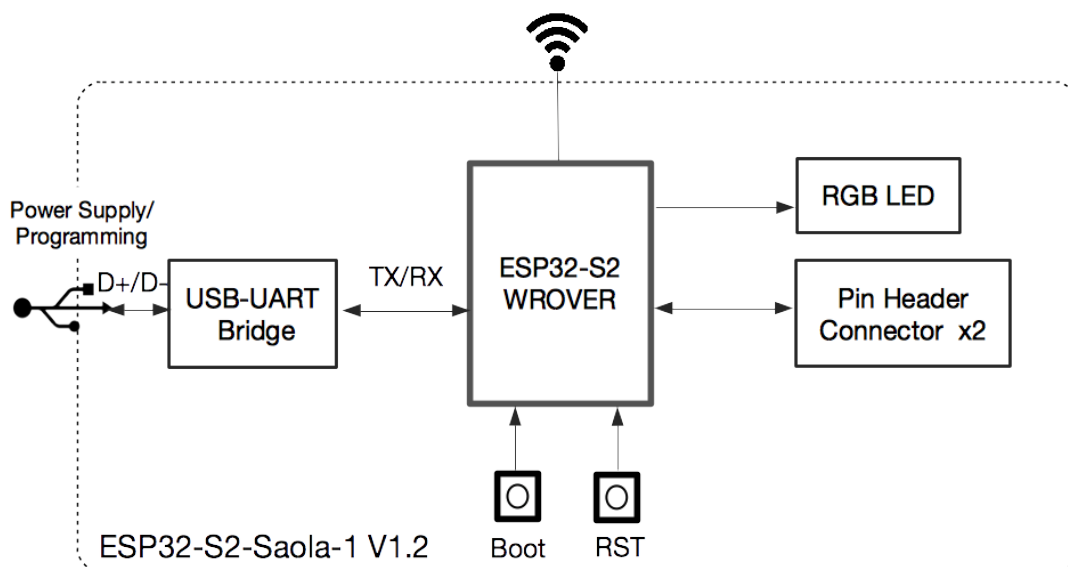 Power Supply/
Programming
D+/D-
USB-UART
Bridge
TX/RX
ESP32-S2
WROVER
RGB LED
Pin Header
Connector x2
Boot
RST
ESP32-S2-Saola-1 V1.2